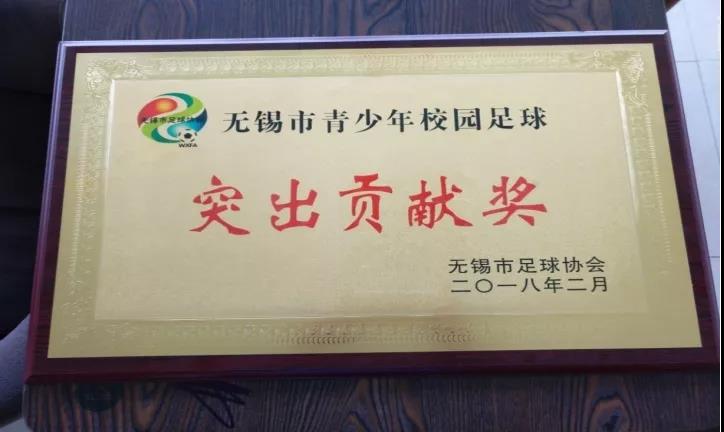 无锡市足球协会
WXFA
无锡市青少年校园足球
突出贡献奖
无锡市足球协会
二〇一八年二月